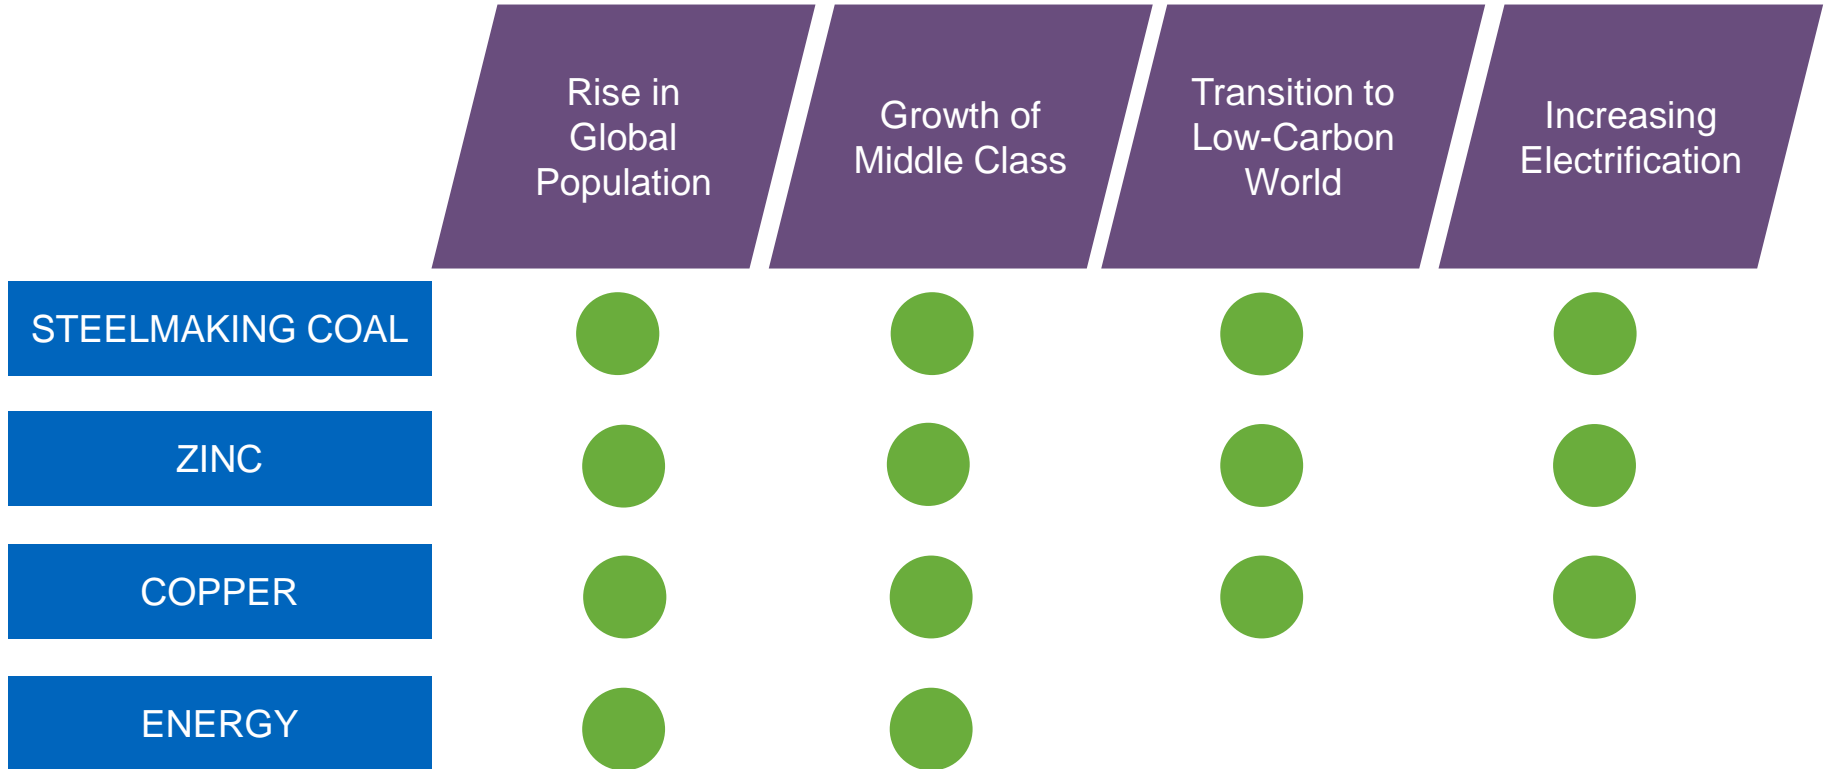 Rise in
Global
Population
Growth of
Middle Class
Transition to
Low-Carbon
World
Increasing
Electrification
STEELMAKING COAL
ZINC
COPPER
ENERGY